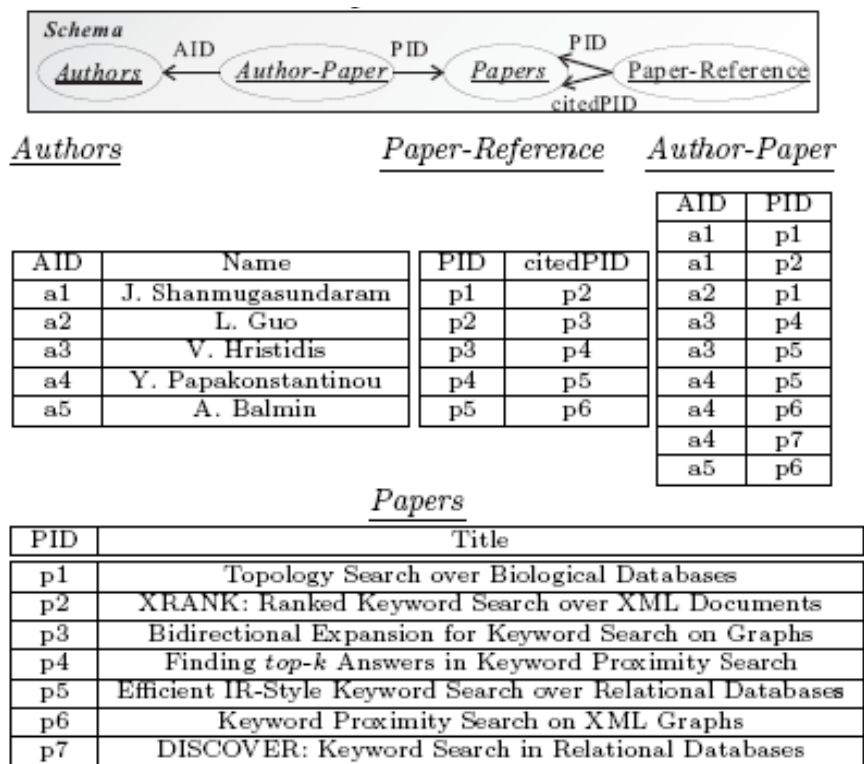 Schema
AID PID PID
Authors Author-Paper Papers Paper-Reference
citedPID
Authors Paper-Reference Author-Paper
AID Name
a1 J. Shanmugasundaram
a2 L. Guo
a3 V. Hristidis
a4 Y. Papakonstantinou
a5 A. Balmin
PID citedPID
p1 p2
p2 p3
p3 p4
p4 p5
p5 p6
AID PID
a1 p1
a1 p2
a2 p1
a3 p4
a3 p5
a4 p5
a4 p6
a4 p7
a5 p6
Papers
PID Title
p1 Topology Search over Biological Databases
p2 XRANK: Ranked Keyword Search over XML Documents
p3 Bidirectional Expansion for Keyword Search on Graphs
p4 Finding top-k Answers in Keyword Proximity Search
p5 Efficient IR-Style Keyword Search over Relational Databases
p6 Keyword Proximity Search on XML Graphs
p7 DISCOVER: Keyword Search in Relational Databases